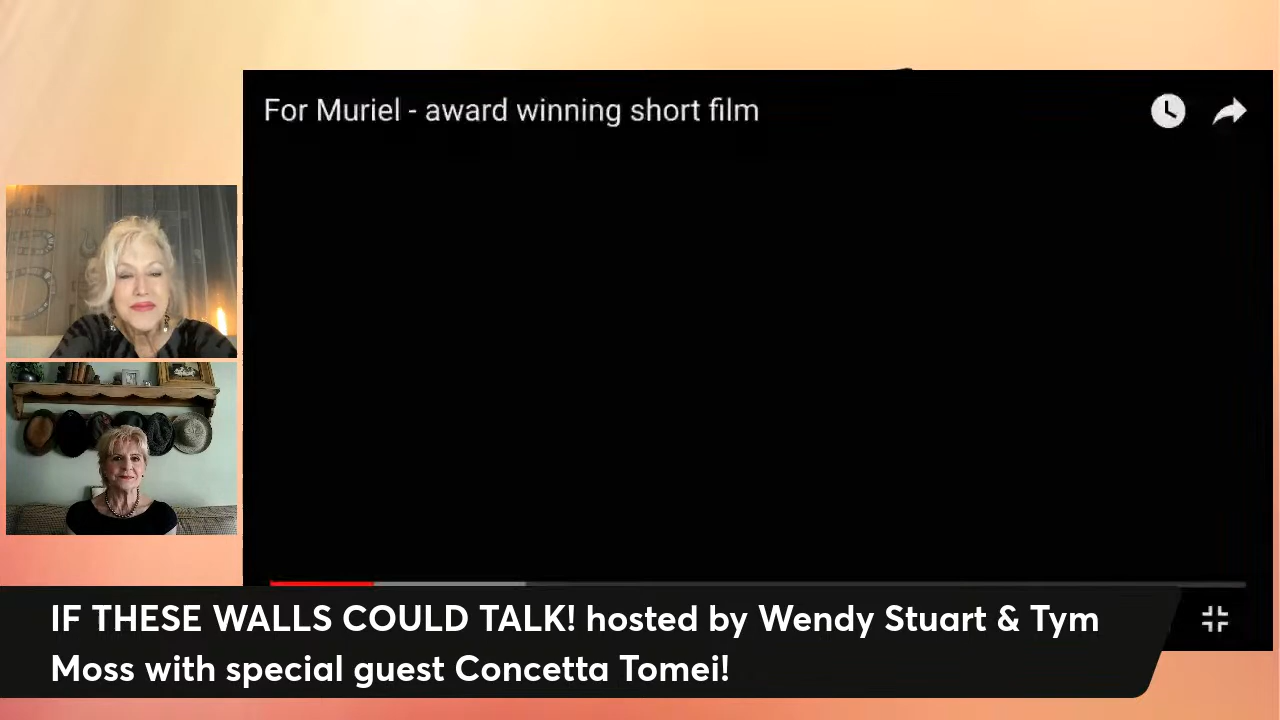 For Muriel - award winning short film
IF THESE WALLS COULD TALK! hosted by Wendy Stuart & Tym
Moss with special guest Concetta Tomei!